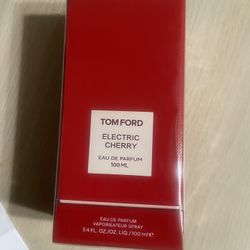 TOM FORD
ELECTRIC
CHERRY
EAU DE PARFUM
100 ML
EAU DE PARFUM
VAPORISATEUR SPRAY
3.4 FL.OZ./OZ. LIQ./100 ml e